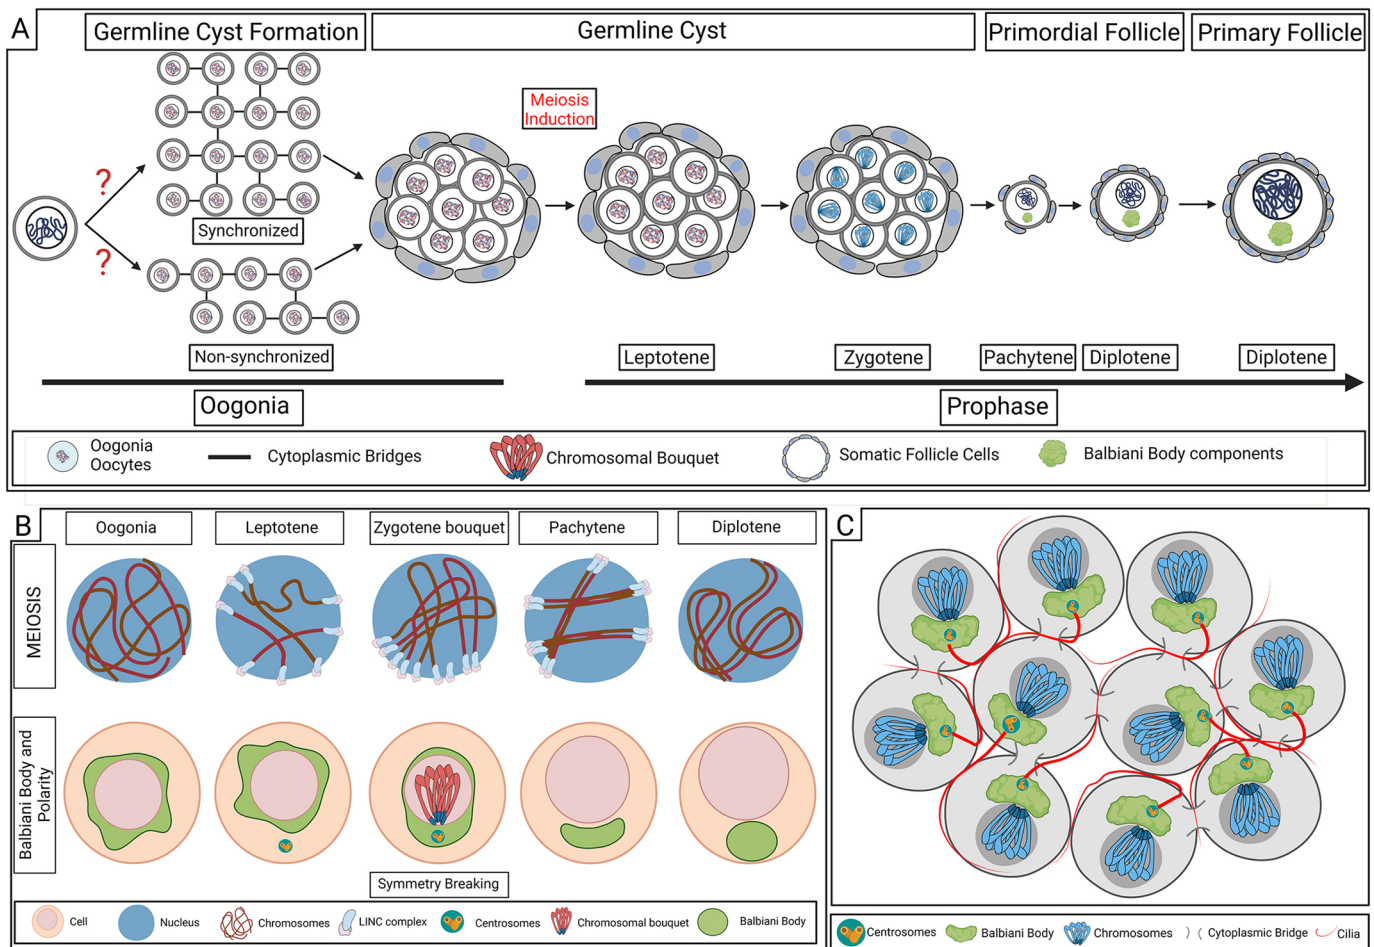 A
Germline Cyst Formation
Germline Cyst
Primordial Follicle
Primary Follicle
Meiosis
Induction
?
?
Synchronized
Non-synchronized
Leptotene
Zygotene
Pachytene
Diplotene
Diplotene
Oogonia
Prophase
Oogonia
Oocytes
Cytoplasmic Bridges
Chromosomal Bouquet
Somatic Follicle Cells
Balbiani Body components
B
Oogonia
Leptotene
Zygotene bouquet
Pachytene
Diplotene
MEIOSIS
Balbiani Body and
Polarity
Symmetry Breaking
Cell
Nucleus
Chromosomes
LINC complex
Centrosomes
Chromosomal bouquet
Balbiani Body
C
Centrosomes
Balbiani Body
Chromosomes
Cytoplasmic Bridge
Cilia